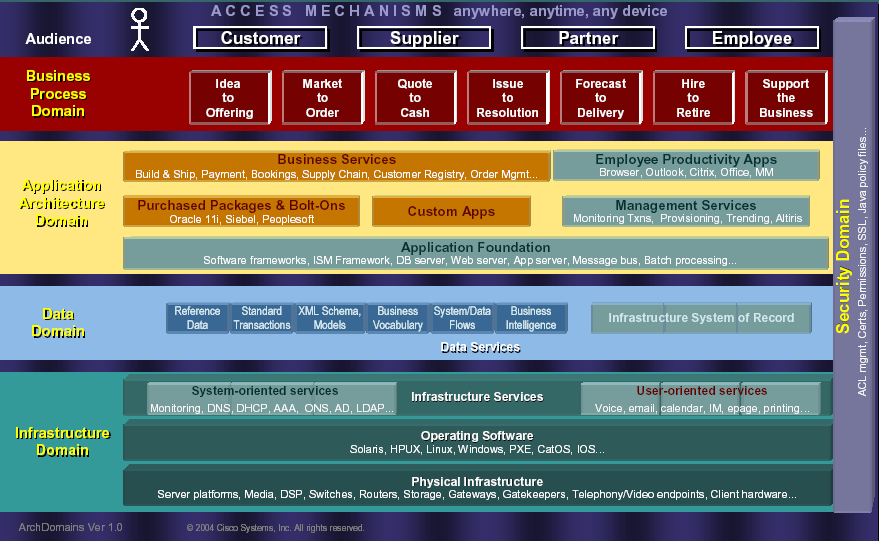 ACCESS MECHANISMS anywhere, anytime, any device
Audience
Customer
Supplier
Partner
Employee
Business
Process
Domain
Idea
to
Offering
Market
to
Order
Quote
to
Cash
Issue
to
Resolution
Forecast
to
Delivery
Hire
to
Retire
Support
the
Business
Application
Architecture
Domain
Business Services
Build & Ship, Payment, Bookings, Supply Chain, Customer Registry, Order Mgmt...
Employee Productivity Apps
Browser, Outlook, Citrix, Office, MM
Purchased Packages & Bolt-Ons
Oracle 11i, Siebel, Peoplesoft
Custom Apps
Management Services
Monitoring Txns, Provisioning, Trending, Altiris
Application Foundation
Software frameworks, ISM Framework, DB server, Web server, App server, Message bus, Batch processing...
Data
Domain
Reference
Data
Standard
Transactions
XML Schema,
Models
Business
Vocabulary
System/Data
Flows
Business
Intelligence
Infrastructure System of Record
Data Services
Infrastructure
Domain
System-oriented services
Monitoring, DNS, DHCP, AAA, ONS, AD, LDAP...
Infrastructure Services
User-oriented services
Voice, email, calendar, IM, epage, printing...
Operating Software
Solaris, HPUX, Linux, Windows, PXE, CatOS, IOS...
Physical Infrastructure
Server platforms, Media, DSP, Switches, Routers, Storage, Gateways, Gatekeepers, Telephony/Video endpoints, Client hardware...
Security Domain
ACL mgmt, Certs, Permissions, SSL, Java policy files...
ArchDomains Ver 1.0
© 2004 Cisco Systems, Inc. All rights reserved.